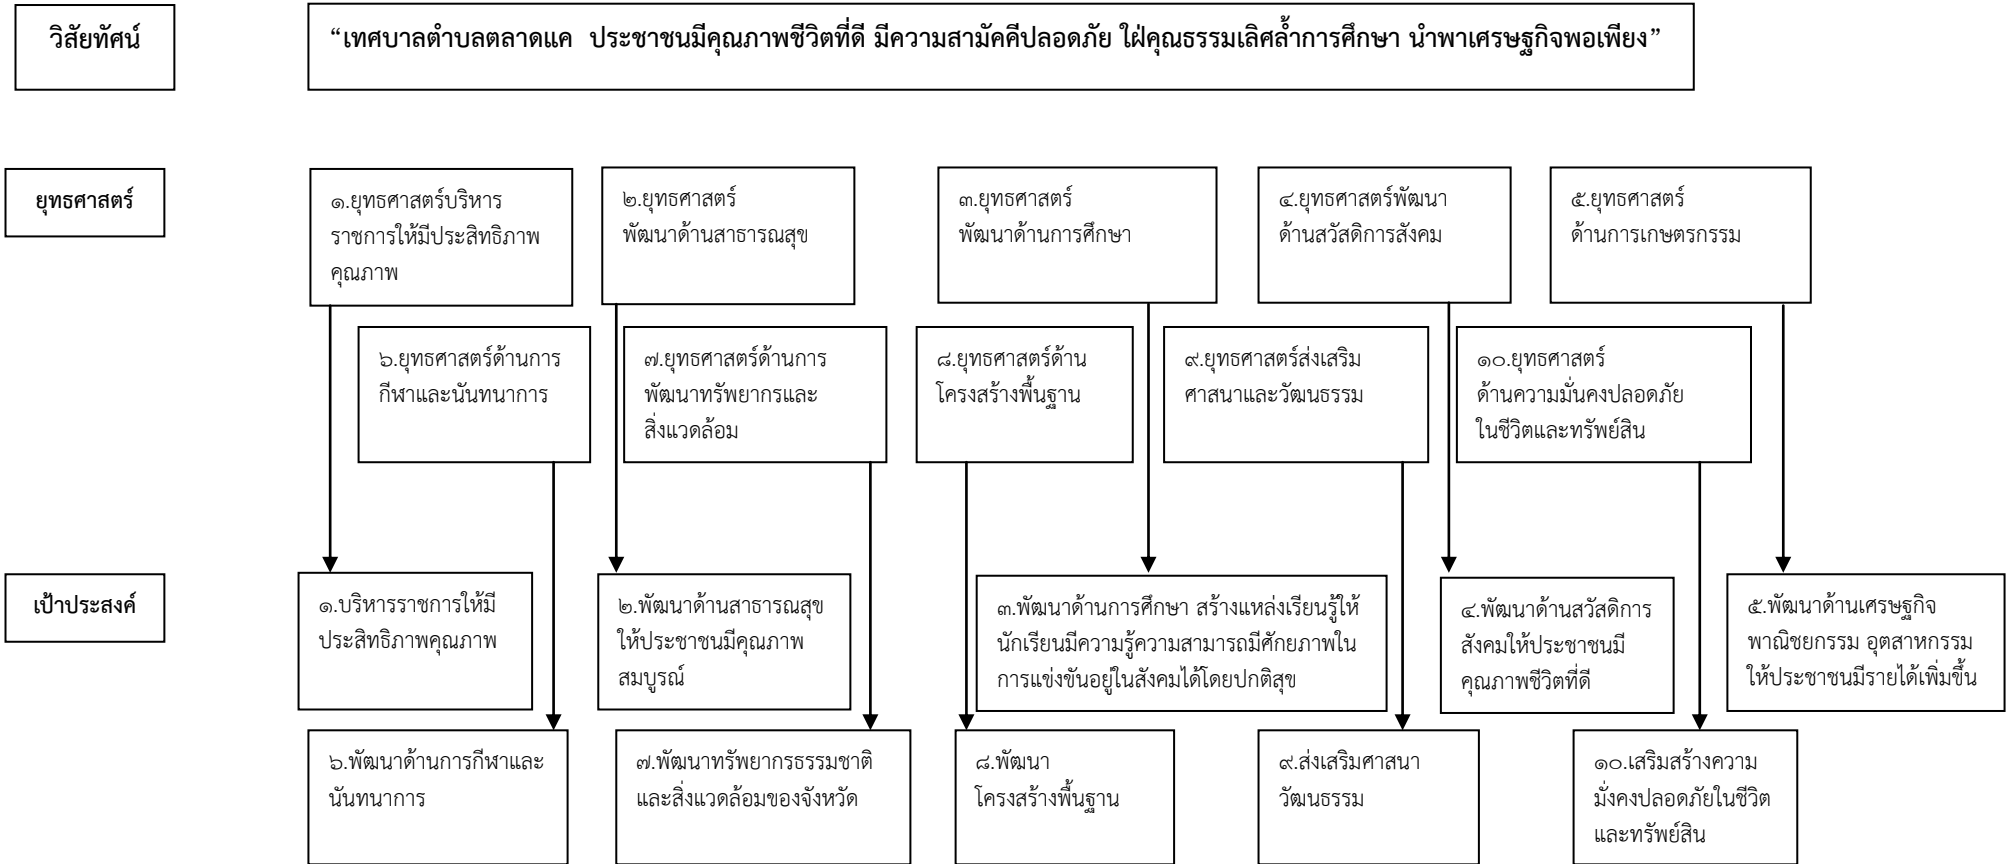 วิสัยทัศน์
“เทศบาลตำบลตลาดแค ประชาชนมีคุณภาพชีวิตที่ดี มีความสามัคคีปลอดภัย ใฝ่คุณธรรมเลิศล้ำการศึกษา นำพาเศรษฐกิจพอเพียง”
ยุทธศาสตร์
๑.ยุทธศาสตร์บริหาร
ราชการให้มีประสิทธิภาพ
คุณภาพ
๒.ยุทธศาสตร์
พัฒนาด้านสาธารณสุข
๓.ยุทธศาสตร์
พัฒนาด้านการศึกษา
๔.ยุทธศาสตร์พัฒนา
ด้านสวัสดิการสังคม
๕.ยุทธศาสตร์
ด้านการเกษตรกรรม
๖.ยุทธศาสตร์ด้านการ
กีฬาและนันทนาการ
๗.ยุทธศาสตร์ด้านการ
พัฒนาทรัพยากรและ
สิ่งแวดล้อม
๘.ยุทธศาสตร์ด้าน
โครงสร้างพื้นฐาน
๙.ยุทธศาสตร์ส่งเสริม
ศาสนาและวัฒนธรรม
๑๐.ยุทธศาสตร์
ด้านความมั่นคงปลอดภัย
ในชีวิตและทรัพย์สิน
เป้าประสงค์
๑.บริหารราชการให้มี
ประสิทธิภาพคุณภาพ
๒.พัฒนาด้านสาธารณสุข
ให้ประชาชนมีคุณภาพ
สมบูรณ์
๓.พัฒนาด้านการศึกษา สร้างแหล่งเรียนรู้ให้
นักเรียนมีความรู้ความสามารถมีศักยภาพใน
การแข่งขันอยู่ในสังคมได้โดยปกติสุข
๔.พัฒนาด้านสวัสดิการ
สังคมให้ประชาชนมี
คุณภาพชีวิตที่ดี
๕.พัฒนาด้านเศรษฐกิจ
พาณิชยกรรม อุตสาหกรรม
ให้ประชาชนมีรายได้เพิ่มขึ้น
๖.พัฒนาด้านการกีฬาและ
นันทนาการ
๗.พัฒนาทรัพยากรธรรมชาติ
และสิ่งแวดล้อมของจังหวัด
๘.พัฒนา
โครงสร้างพื้นฐาน
๙.ส่งเสริมศาสนา
วัฒนธรรม
๑๐.เสริมสร้างความ
มั่งคงปลอดภัยในชีวิต
และทรัพย์สิน